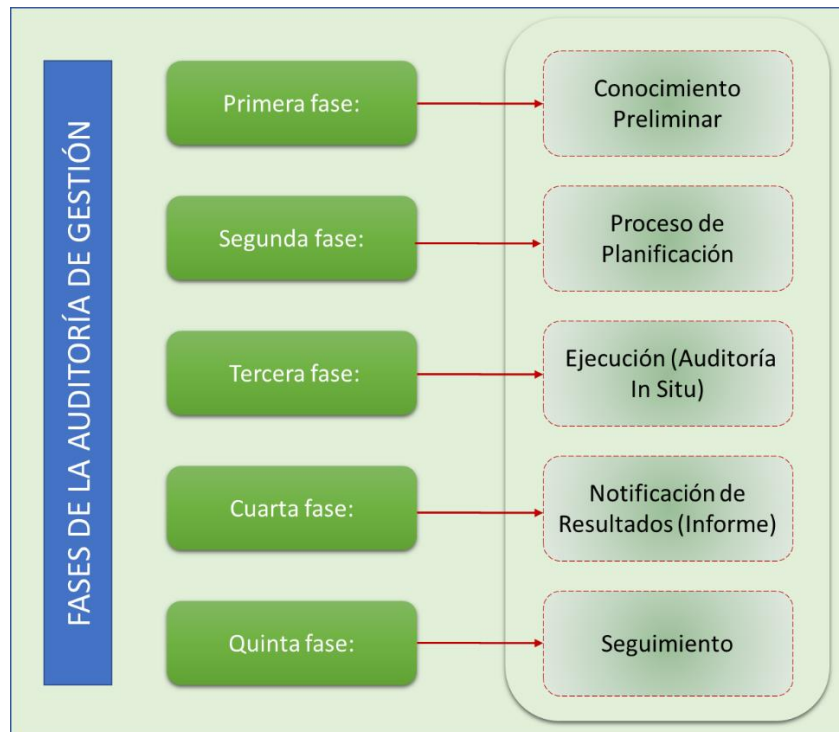 FASES DE LA AUDITORÍA DE GESTIÓN
Primera fase:
Conocimiento
Preliminar
Segunda fase:
Proceso de
Planificación
Tercera fase:
Ejecución (Auditoría
In Situ)
Cuarta fase:
Notificación de
Resultados (Informe)
Quinta fase:
Seguimiento